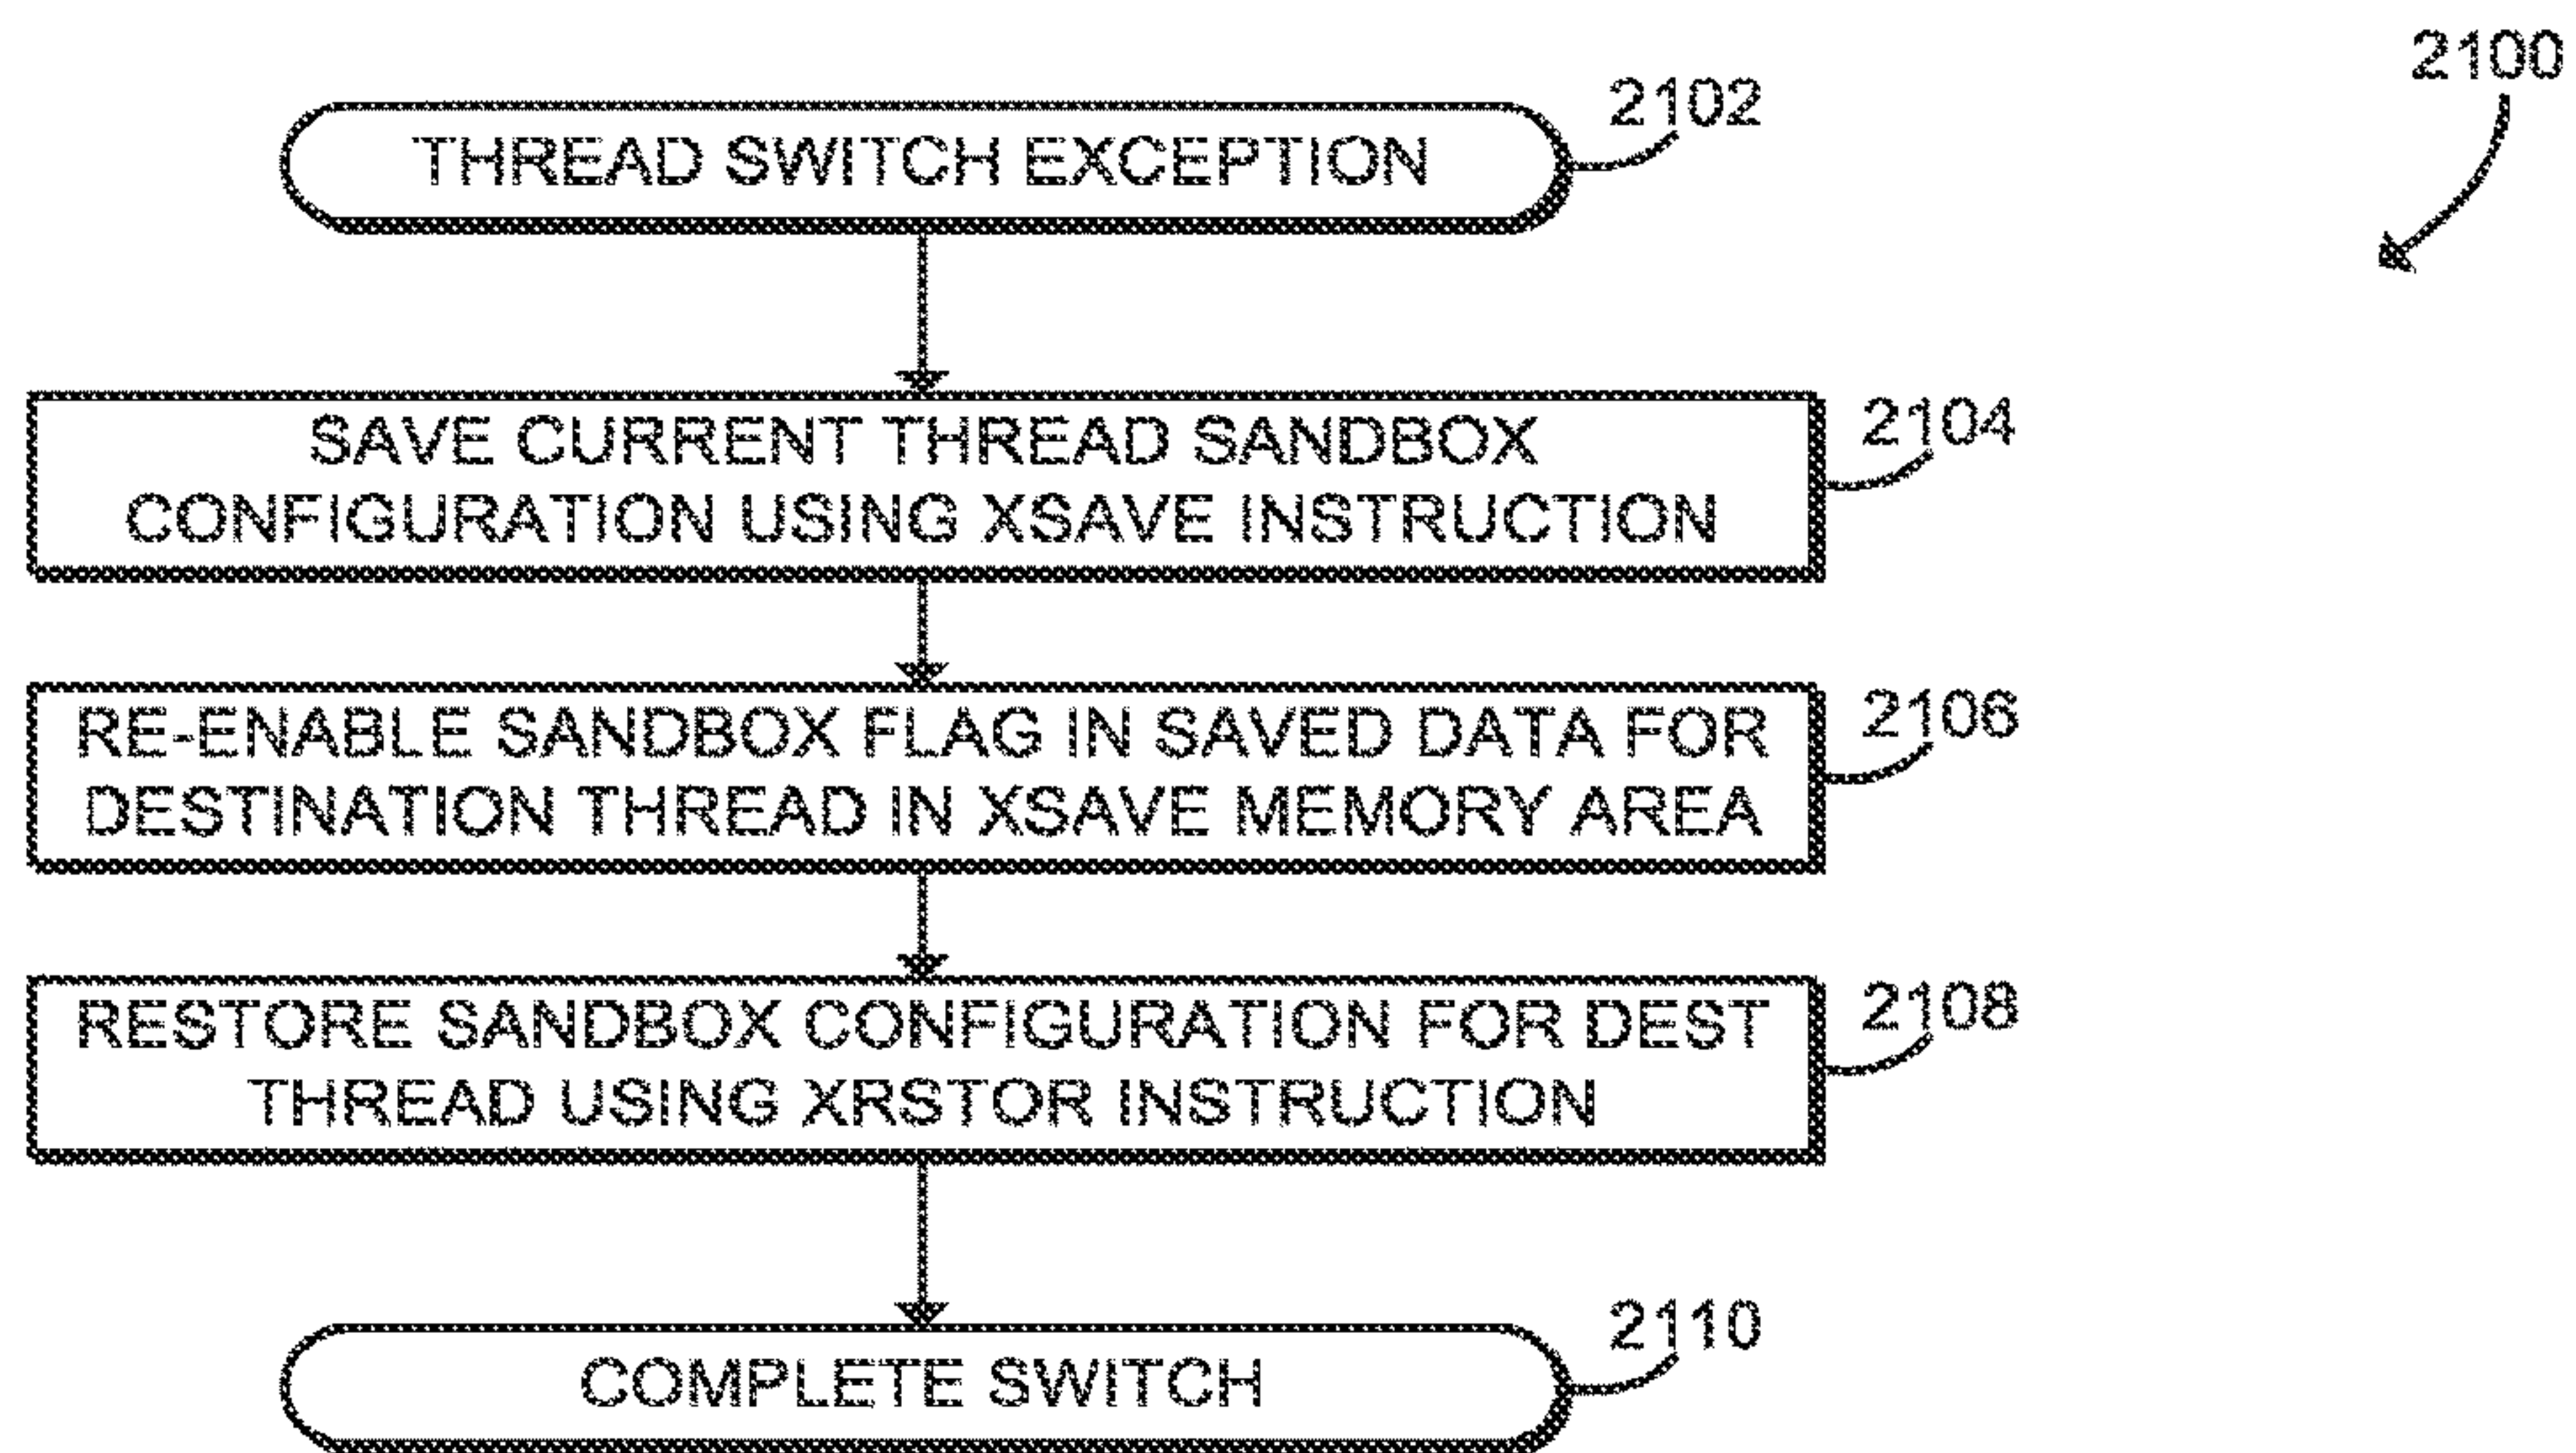 2100
THREAD SWITCH EXCEPTION
2102
SAVE CURRENT THREAD SANDBOX
CONFIGURATION USING XSAVE INSTRUCTION
2104
RE-ENABLE SANDBOX FLAG IN SAVED DATA FOR
DESTINATION THREAD IN XSAVE MEMORY AREA
2106
RESTORE SANDBOX CONFIGURATION FOR DEST
THREAD USING XRSTOR INSTRUCTION
2108
COMPLETE SWITCH
2110